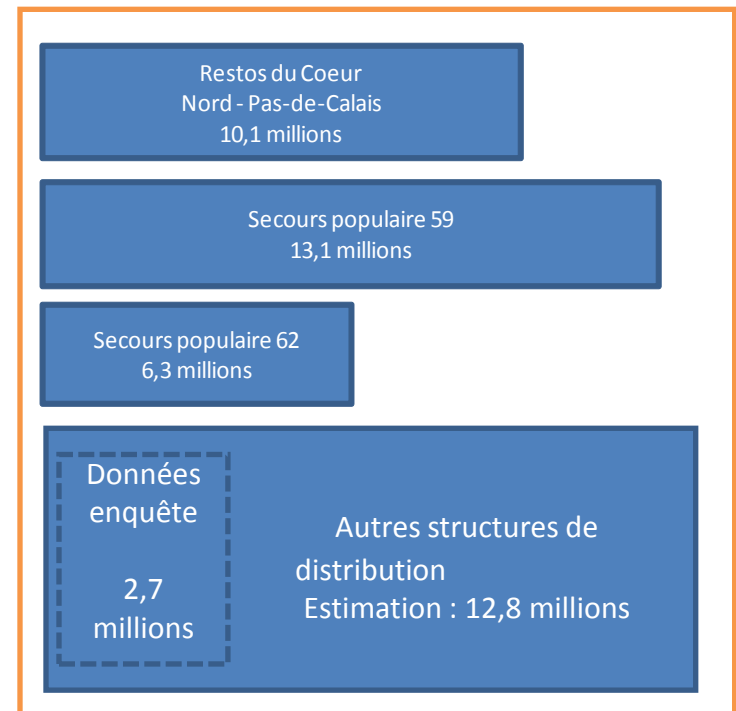 Restos du Coeur
Nord - Pas-de-Calais
10,1 millions
Secours populaire 59
13,1 millions
Secours populaire 62
6,3 millions
Données
enquête
2,7
millions
Autres structures de
distribution
Estimation : 12,8 millions